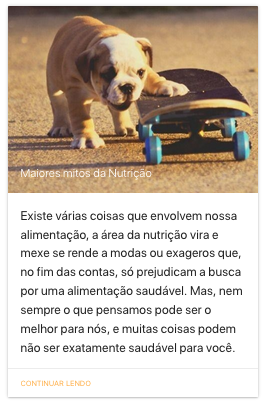 Maiores mitos da Nutrição
Existe várias coisas que envolvem nossa
alimentação, a área da nutrição vira e
mexe se rende a modas ou exageros que,
no fim das contas, só prejudicam a busca
por uma alimentação saudável. Mas, nem
sempre o que pensamos pode ser o
melhor para nós, e muitas coisas podem
não ser exatamente saudável para você.
CONTINUAR LENDO